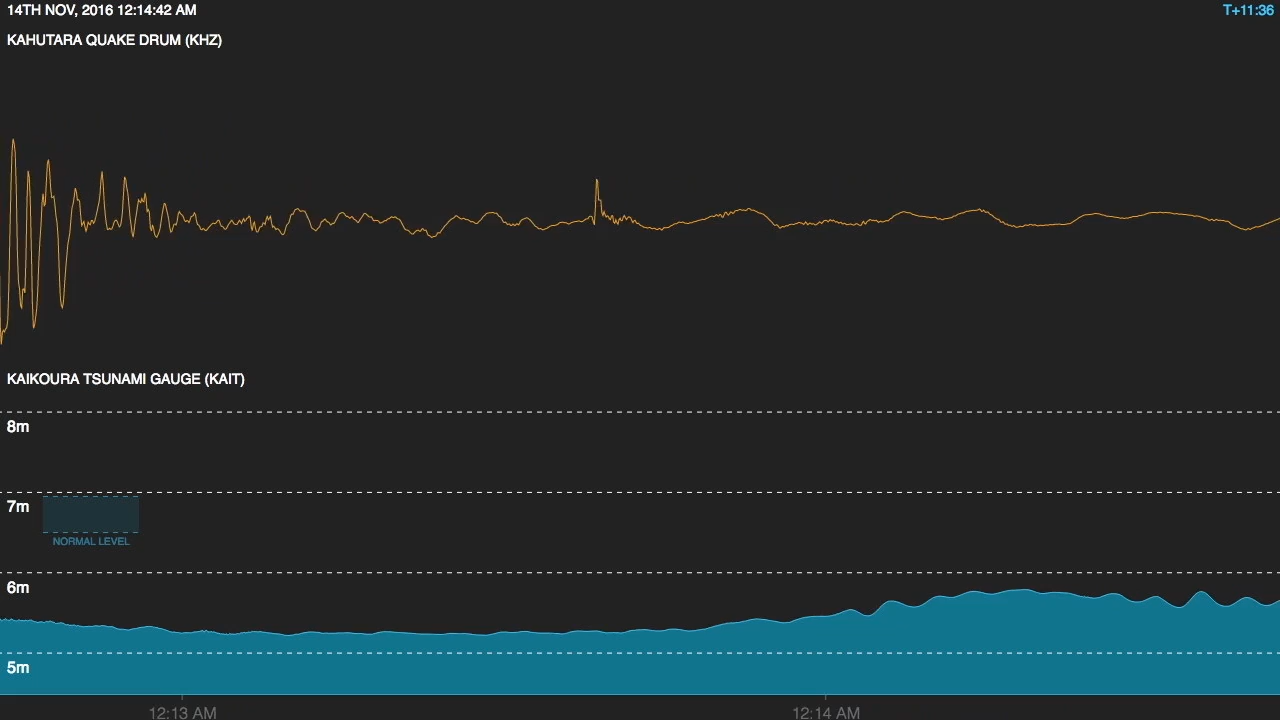 14TH NOV, 2016 12:14:42 AM
T+11:36
KAHUTARA QUAKE DRUM (KHZ)
KAIKOURA TSUNAMI GAUGE (KAIT)
8m
7m
NORMAL LEVEL
6m
5m
12:13 AM
12:14 AM